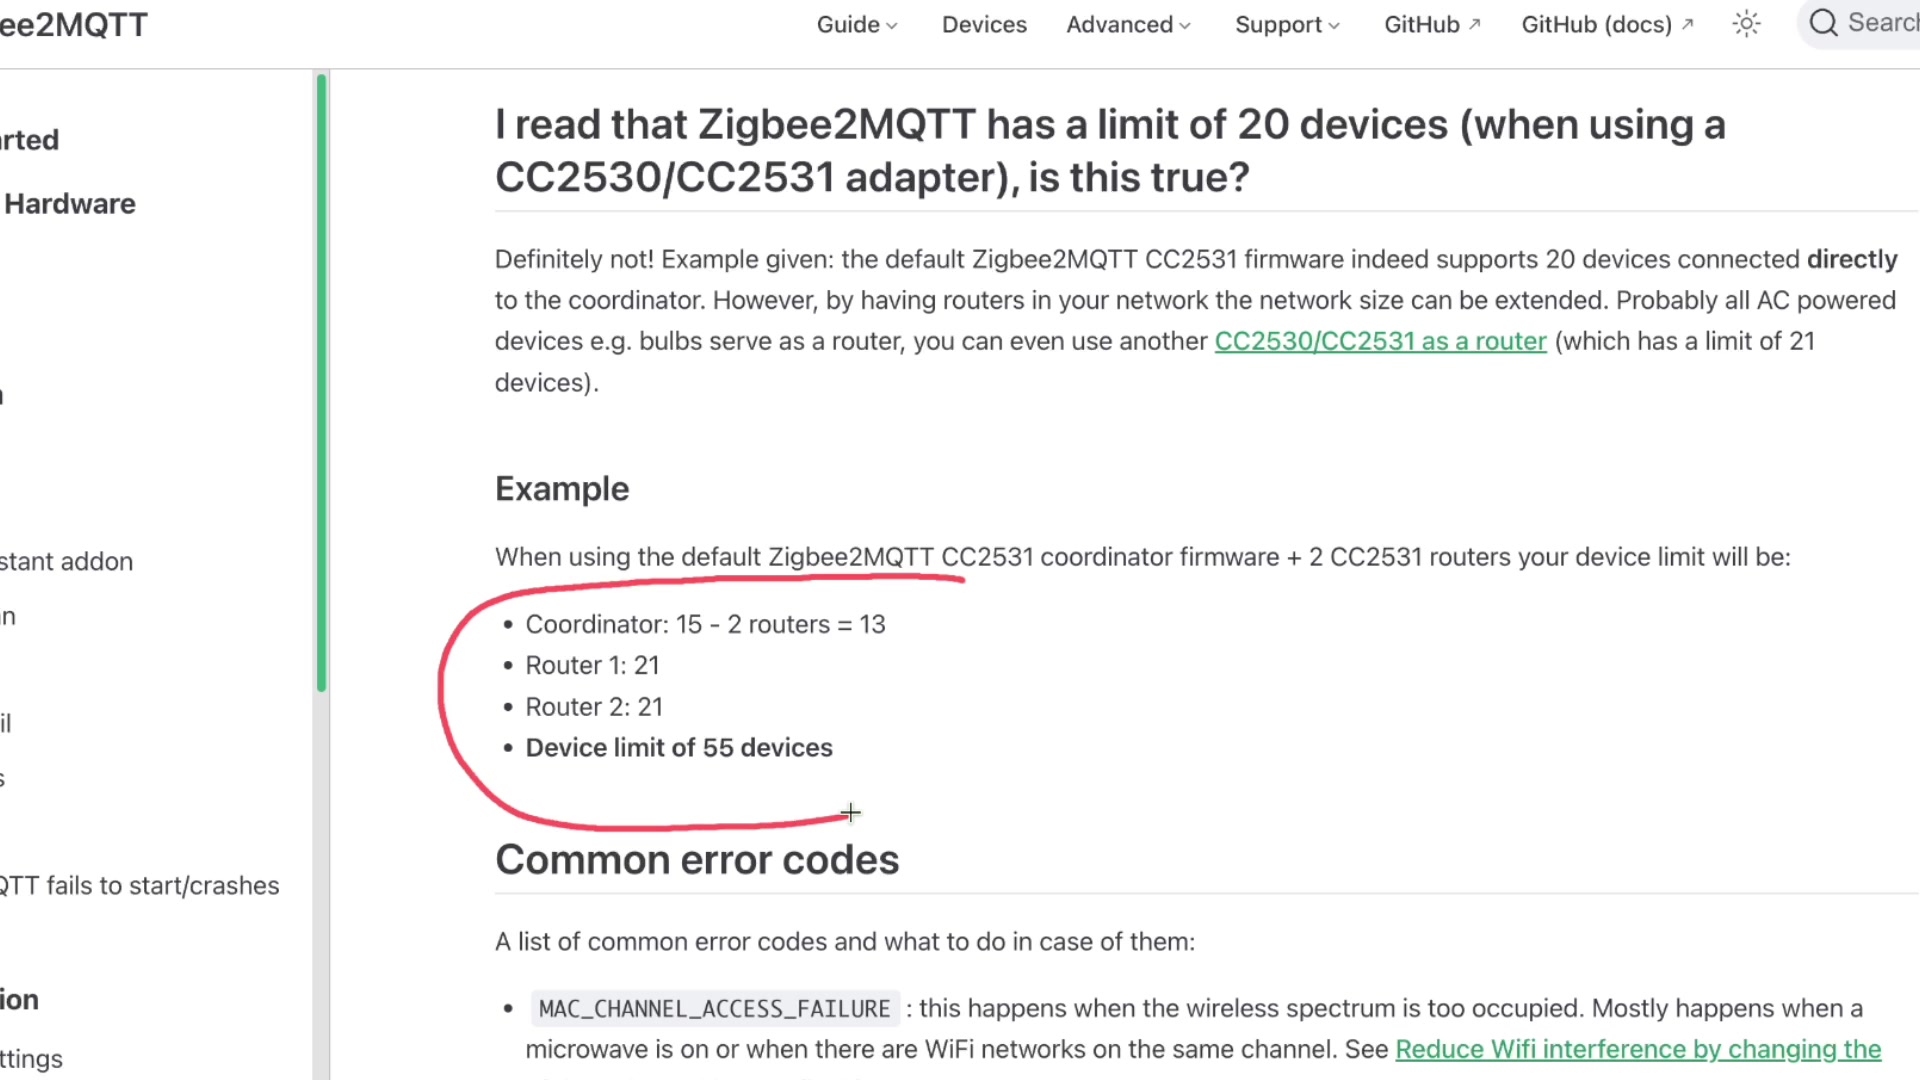 ee2MQTT
Guide
Devices
Advanced
Support
GitHub
GitHub (docs)
Search
rted
Hardware
stant addon
n
il
s
QTT fails to start/crashes
ion
ttings
I read that Zigbee2MQTT has a limit of 20 devices (when using a
CC2530/CC2531 adapter), is this true?
Definitely not! Example given: the default Zigbee2MQTT CC2531 firmware indeed supports 20 devices connected directly
to the coordinator. However, by having routers in your network the network size can be extended. Probably all AC powered
devices e.g. bulbs serve as a router, you can even use another CC2530/CC2531 as a router (which has a limit of 21
devices).
Example
When using the default Zigbee2MQTT CC2531 coordinator firmware + 2 CC2531 routers your device limit will be:
• Coordinator: 15 - 2 routers = 13
• Router 1: 21
• Router 2: 21
• Device limit of 55 devices
Common error codes
A list of common error codes and what to do in case of them:
• MAC_CHANNEL_ACCESS_FAILURE : this happens when the wireless spectrum is too occupied. Mostly happens when a
microwave is on or when there are WiFi networks on the same channel. See Reduce Wifi interference by changing the